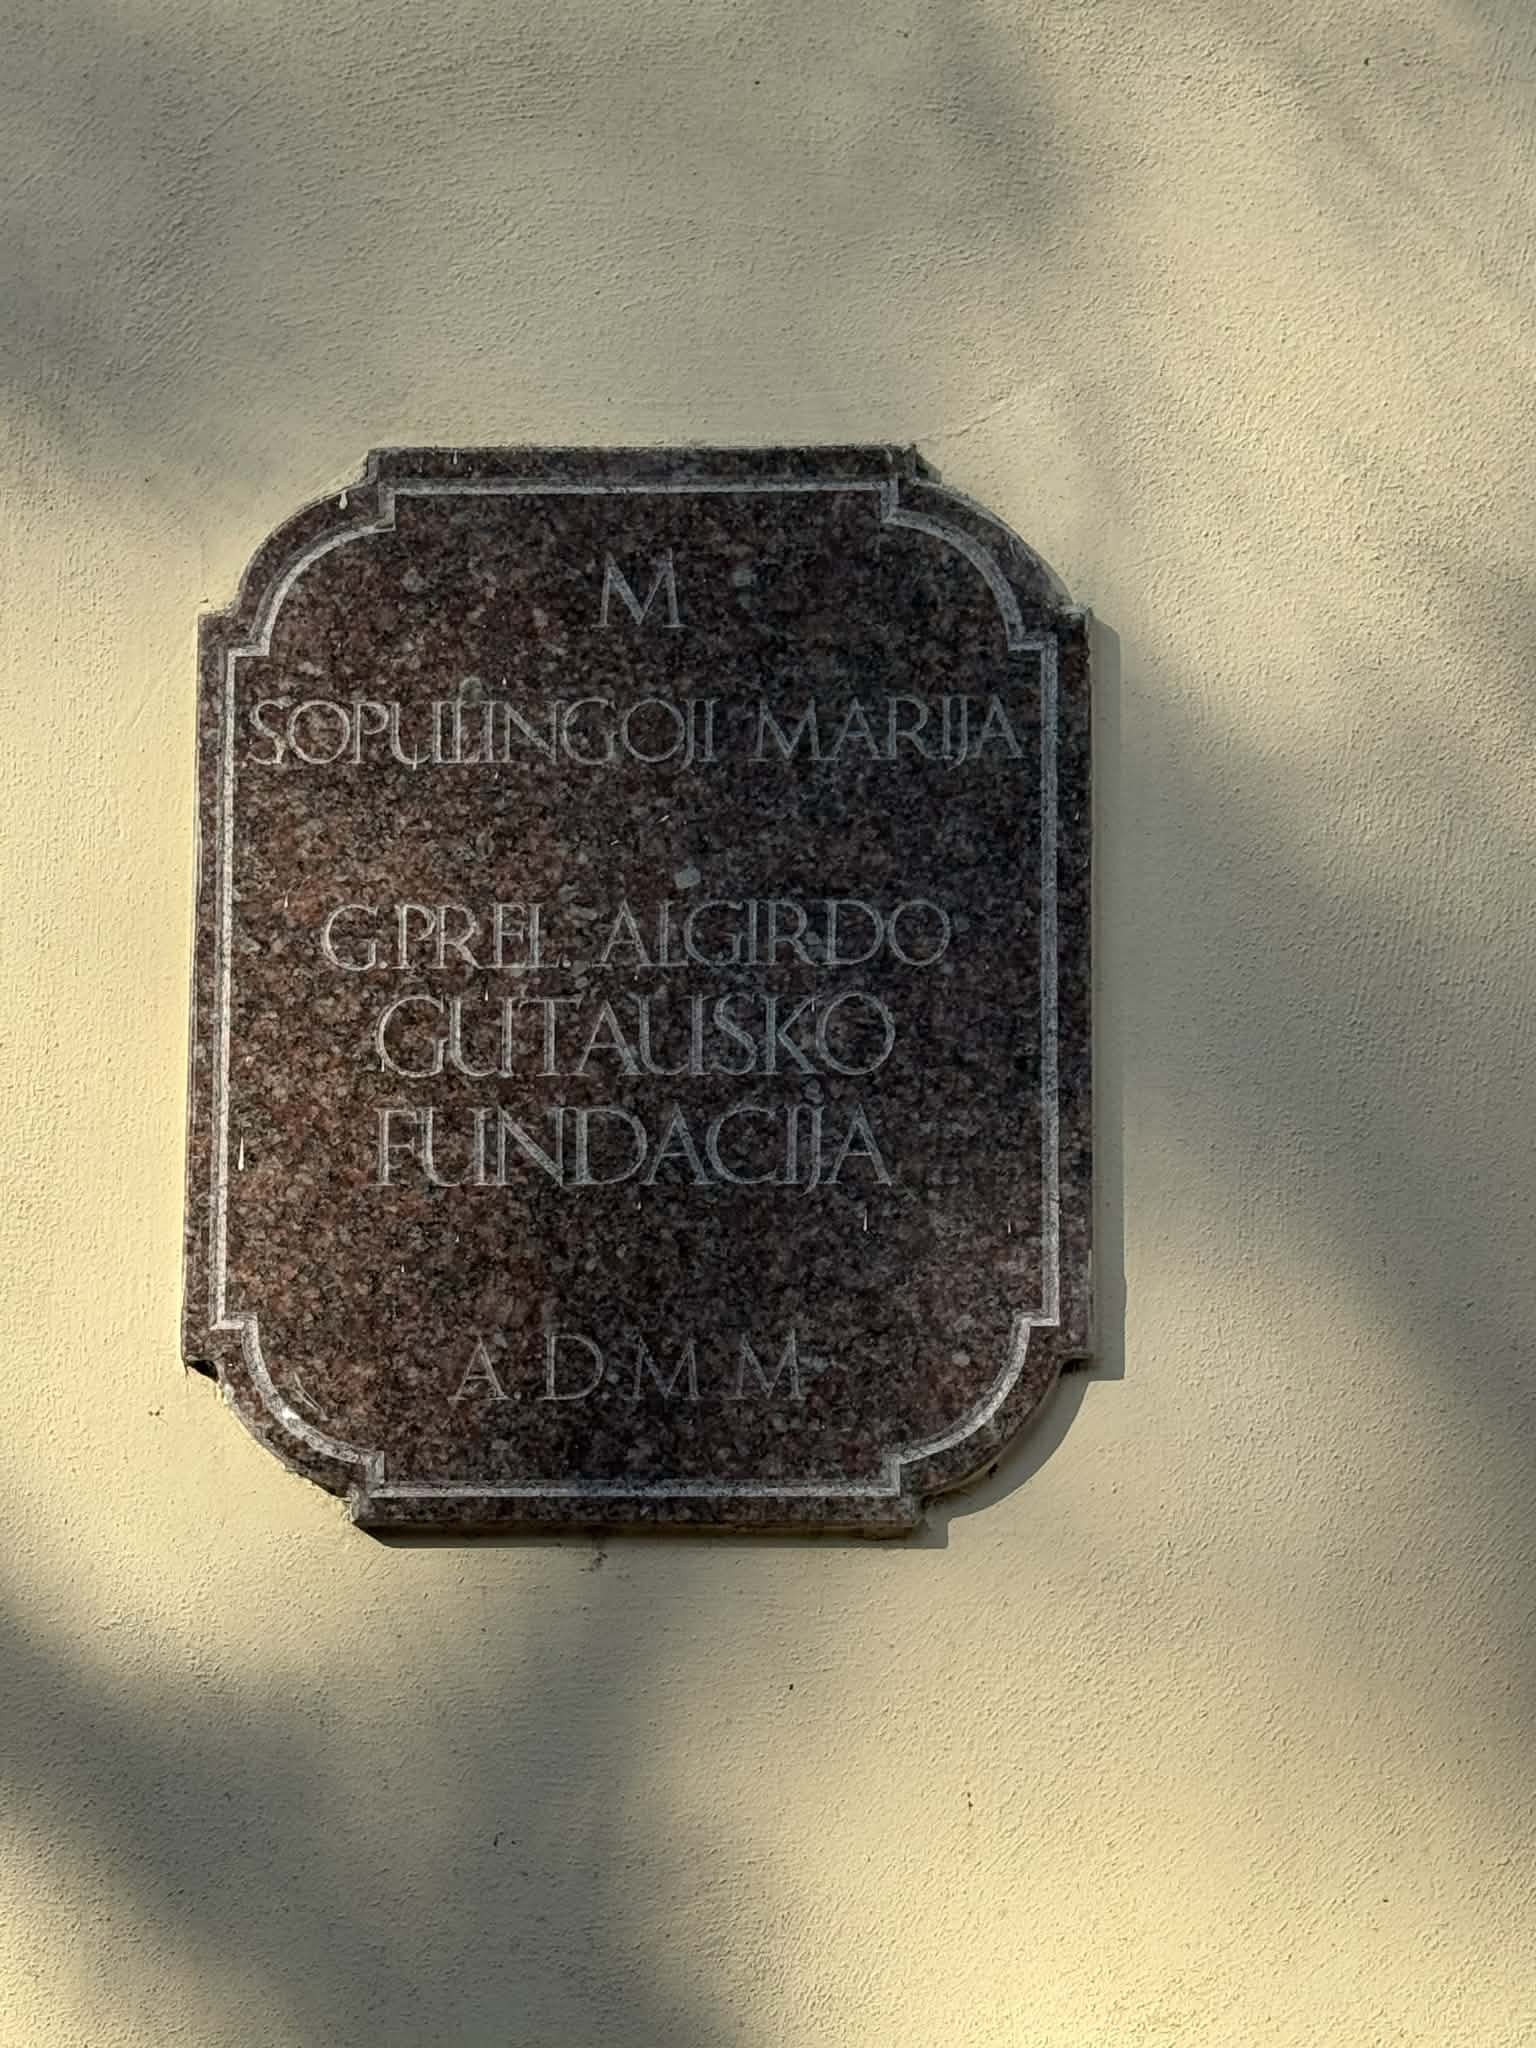 M
SOPULINGOJI MARIJA
G.PREL. ALGIRDO
GUTAUSKO
FUNDACIJA
A.D.M M